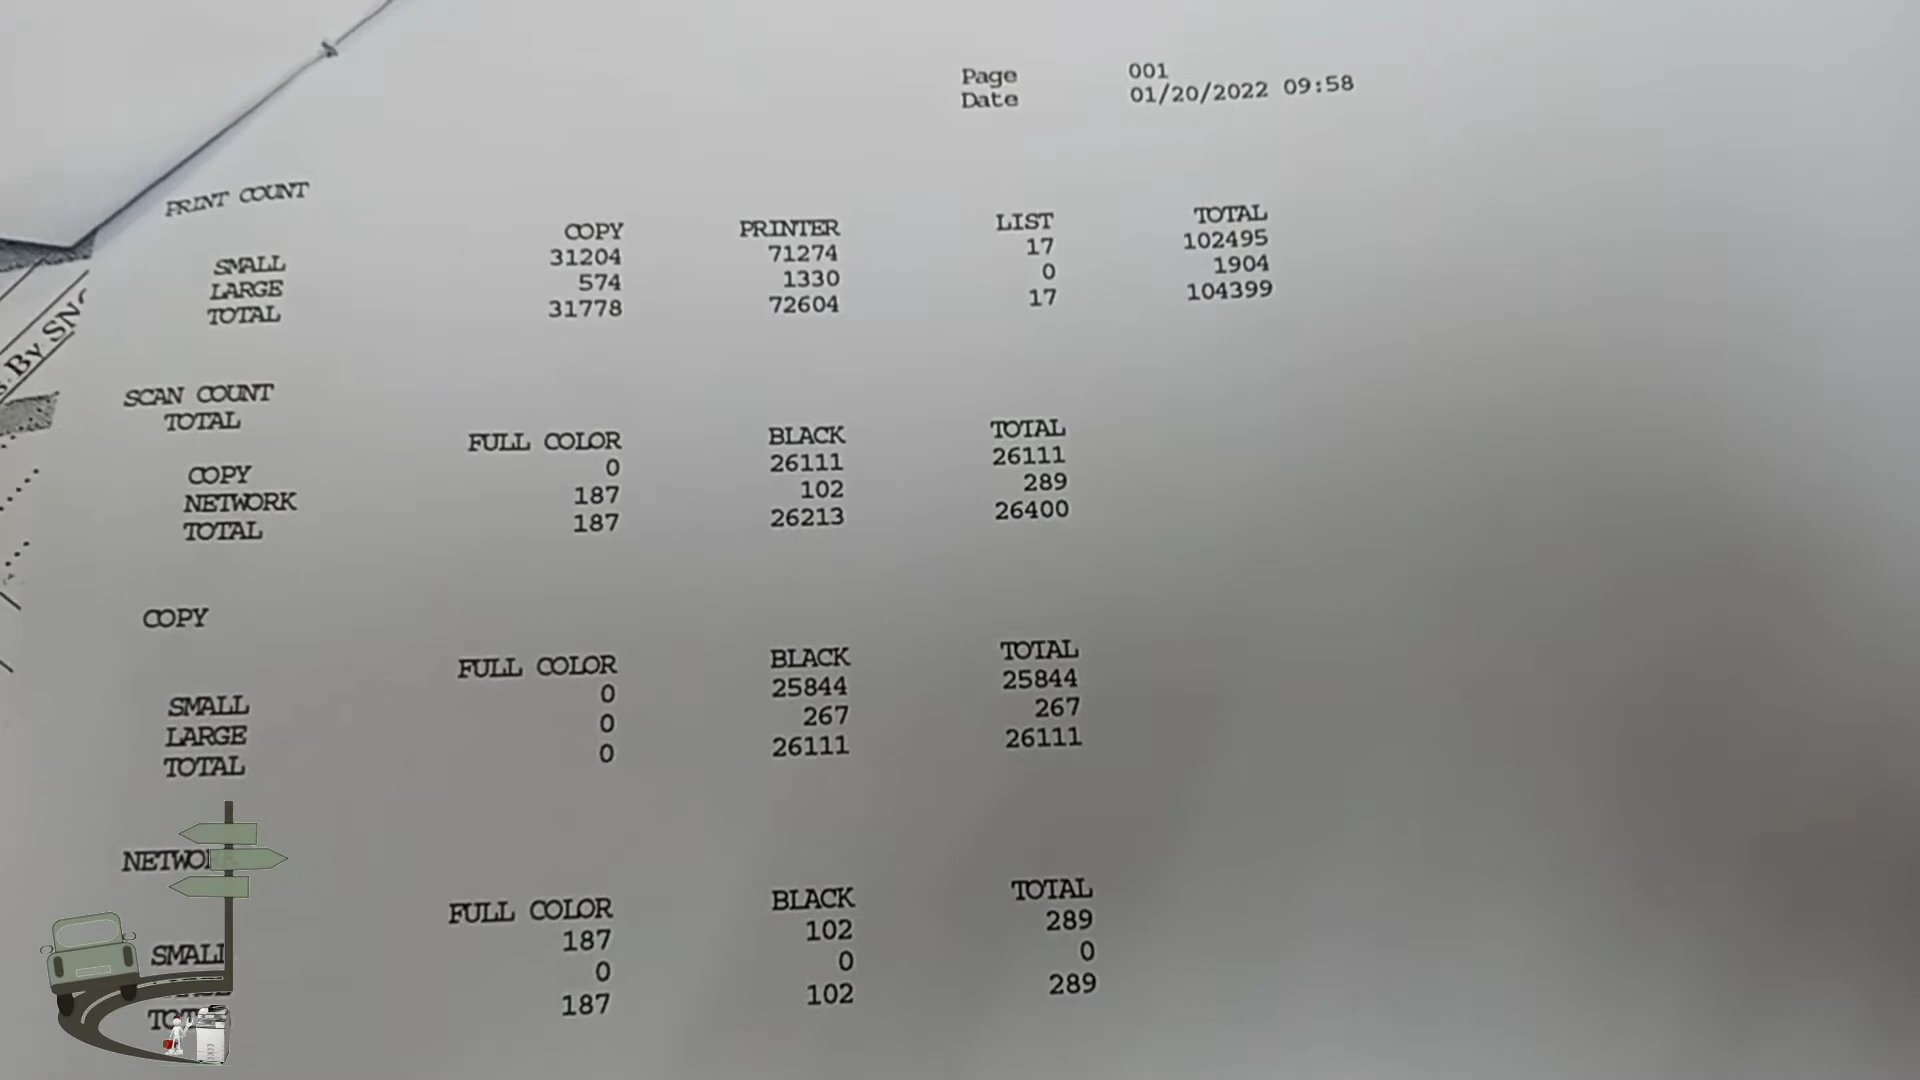 Page 001
Date 01/20/2022 09:58
PRINT COUNT
COPY PRINTER LIST TOTAL
SMALL 31204 71274 17 102495
LARGE 574 1330 0 1904
TOTAL 31778 72604 17 104399
SCAN COUNT
TOTAL
FULL COLOR BLACK TOTAL
COPY 0 26111 26111
NETWORK 187 102 289
TOTAL 187 26213 26400
COPY
FULL COLOR BLACK TOTAL
SMALL 0 25844 25844
LARGE 0 267 267
TOTAL 0 26111 26111
FULL COLOR BLACK TOTAL
SMALL 187 102 289
0 0 0
187 102 289
By